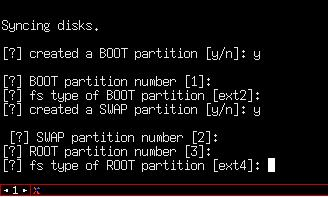 Syncing disks.
[?] created a BOOT partition [y/n]: y
[?] BOOT partition number [1]:
[?] fs type of BOOT partition [ext2]:
[?] created a SWAP partition [y/n]: y
[?] SWAP partition number [2]:
[?] ROOT partition number [3]:
[?] fs type of ROOT partition [ext4]:
◂ 1 ▸ x